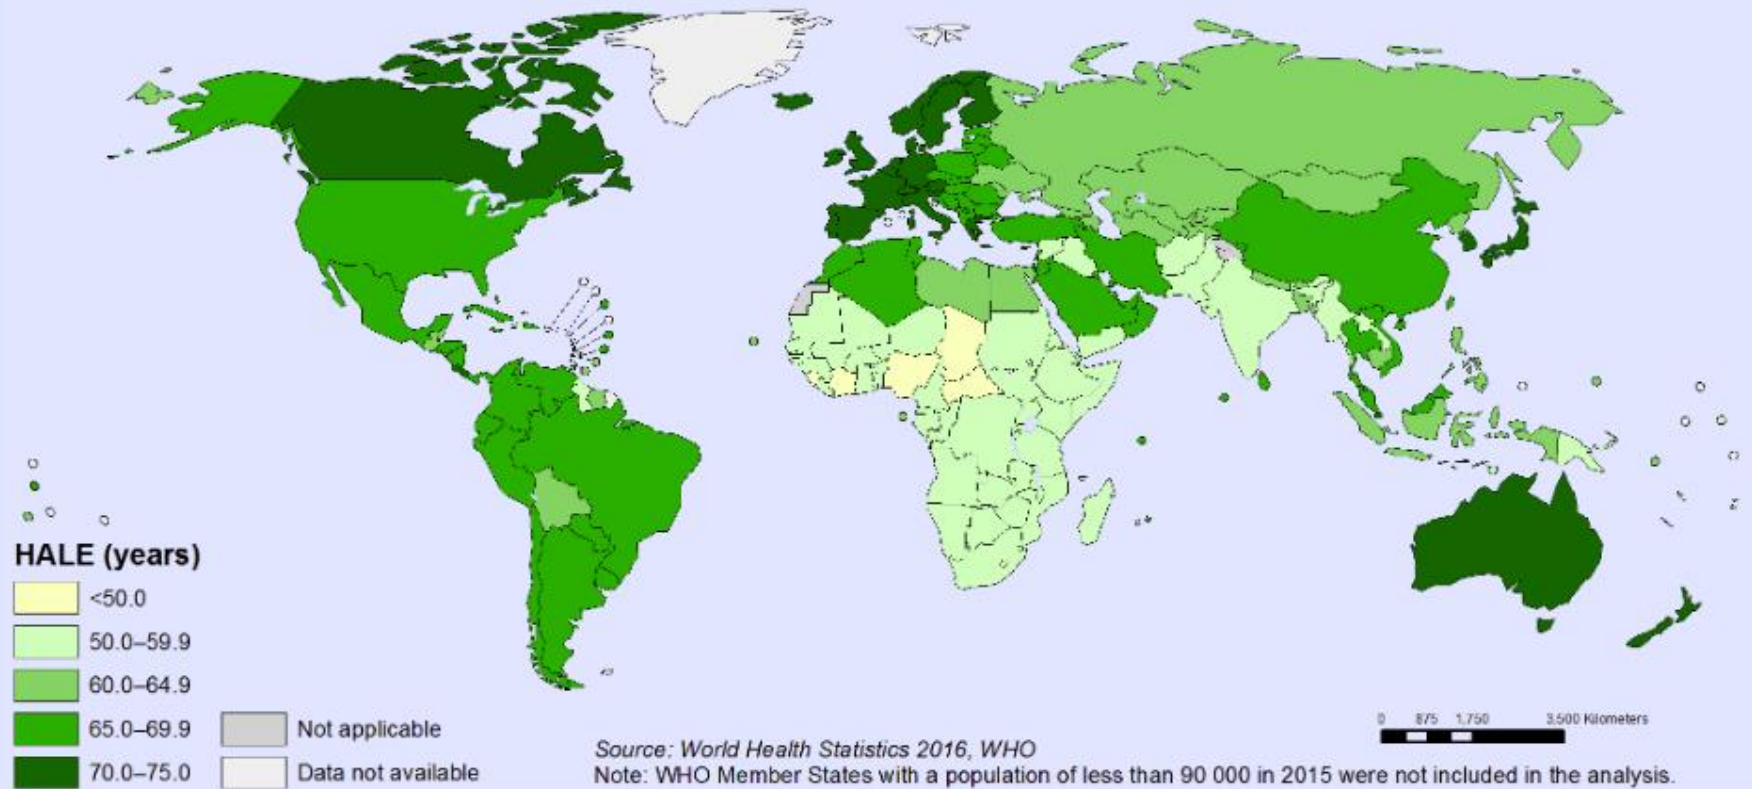 HALE (years)
<50.0
50.0–59.9
60.0–64.9
65.0–69.9
70.0–75.0
Not applicable
Data not available
Source: World Health Statistics 2016, WHO
Note: WHO Member States with a population of less than 90 000 in 2015 were not included in the analysis.
0 875 1,750 3,500 Kilometers